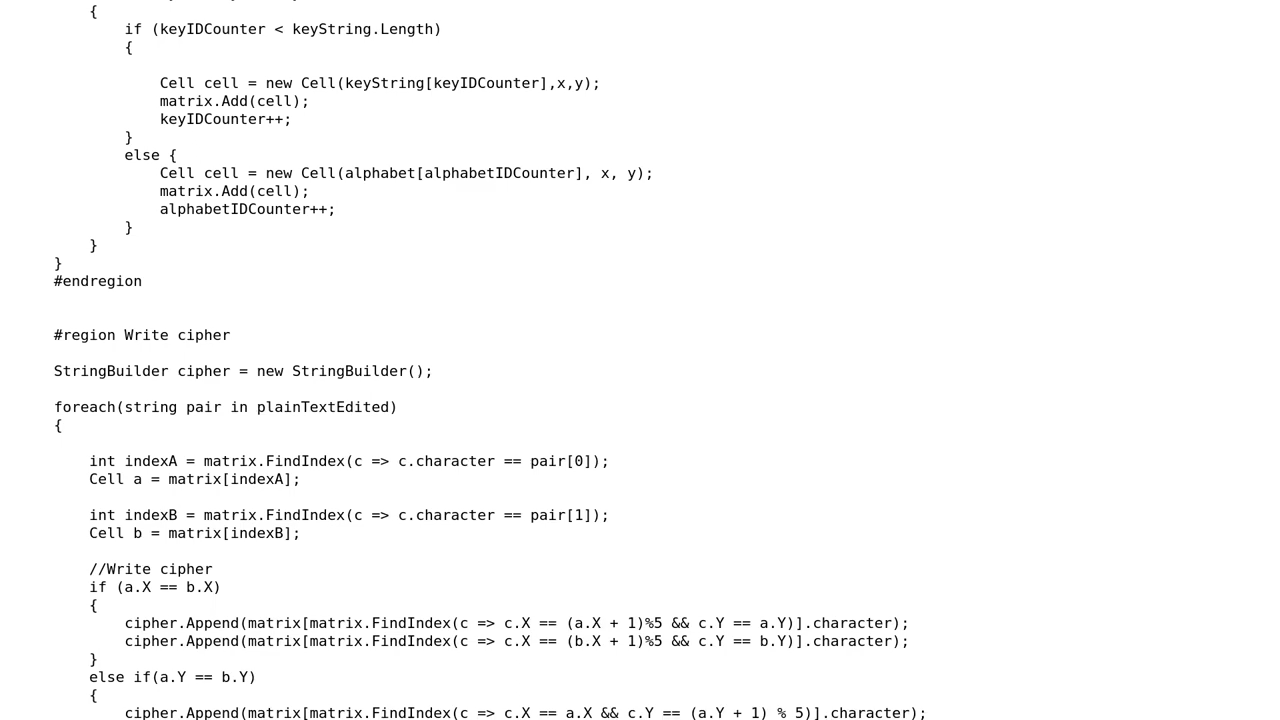 {
if (keyIDCounter < keyString.Length)
{
Cell cell = new Cell(keyString[keyIDCounter],x,y);
matrix.Add(cell);
keyIDCounter++;
}
else {
Cell cell = new Cell(alphabet[alphabetIDCounter], x, y);
matrix.Add(cell);
alphabetIDCounter++;
}
}
}
#endregion
#region Write cipher
StringBuilder cipher = new StringBuilder();
foreach(string pair in plainTextEdited)
{
int indexA = matrix.FindIndex(c => c.character == pair[0]);
Cell a = matrix[indexA];
int indexB = matrix.FindIndex(c => c.character == pair[1]);
Cell b = matrix[indexB];
//Write cipher
if (a.X == b.X)
{
cipher.Append(matrix[matrix.FindIndex(c => c.X == (a.X + 1)%5 && c.Y == a.Y)].character);
cipher.Append(matrix[matrix.FindIndex(c => c.X == (b.X + 1)%5 && c.Y == b.Y)].character);
}
else if(a.Y == b.Y)
{
cipher.Append(matrix[matrix.FindIndex(c => c.X == a.X && c.Y == (a.Y + 1) % 5)].character);